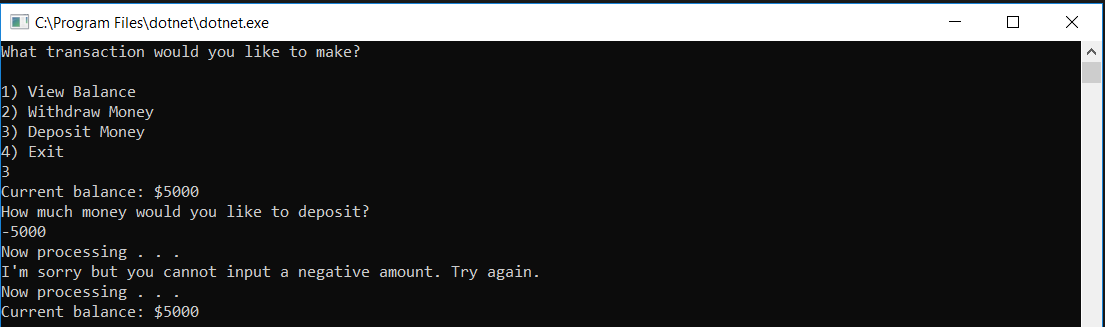 C:\Program Files\dotnet\dotnet.exe
What transaction would you like to make?
1) View Balance
2) Withdraw Money
3) Deposit Money
4) Exit
3
Current balance: $5000
How much money would you like to deposit?
-5000
Now processing . . .
I'm sorry but you cannot input a negative amount. Try again.
Now processing . . .
Current balance: $5000